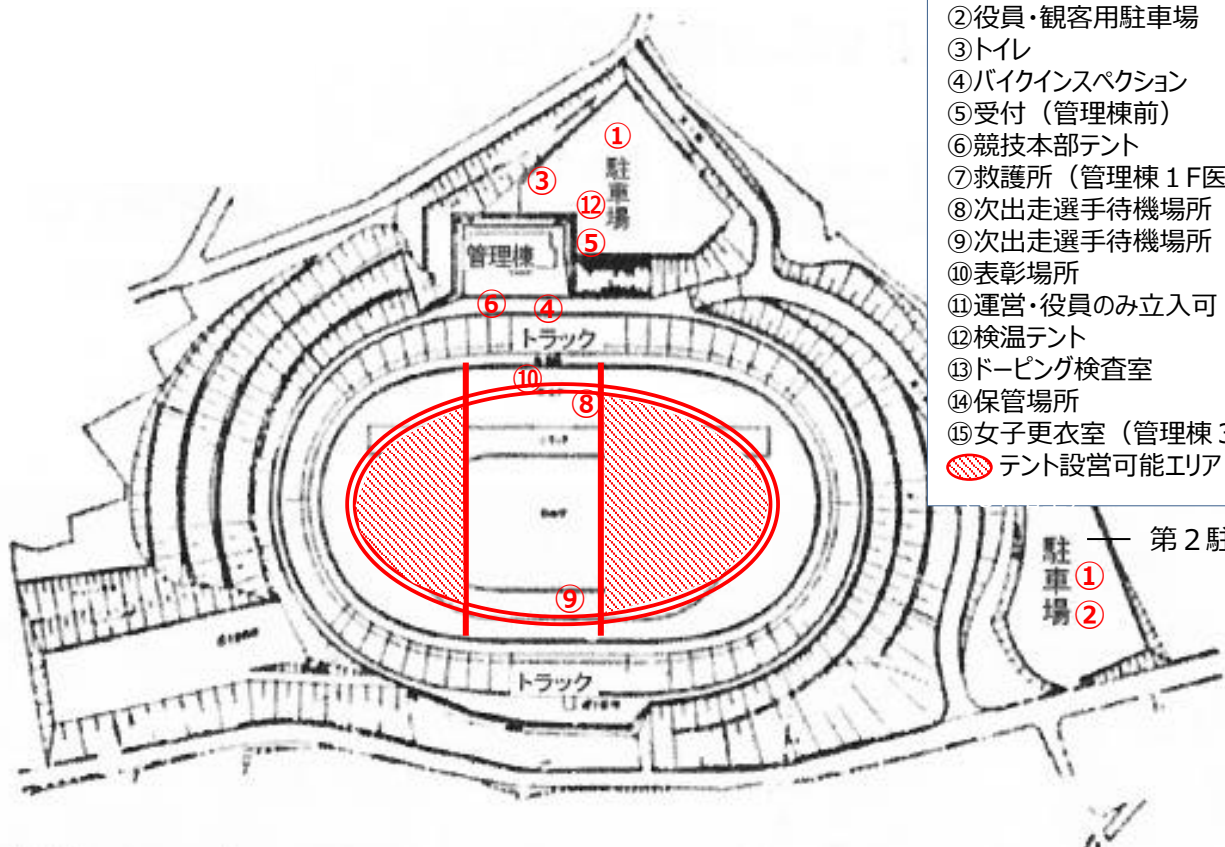 ②役員・観客用駐車場
③トイレ
④バイクインスペクション
⑤受付（管理棟前）
⑥競技本部テント
⑦救護所（管理棟１F医
⑧次出走選手待機場所
⑨次出走選手待機場所
⑩表彰場所
⑪運営・役員のみ立入可
⑫検温テント
⑬ドーピング検査室
⑭保管場所
⑮女子更衣室（管理棟３
テント設営可能エリア
①
③
駐車場
⑫
⑤
管理棟
⑥
④
トラック
⑩
⑧
⑨
トラック
第２駐
駐車場
①
②